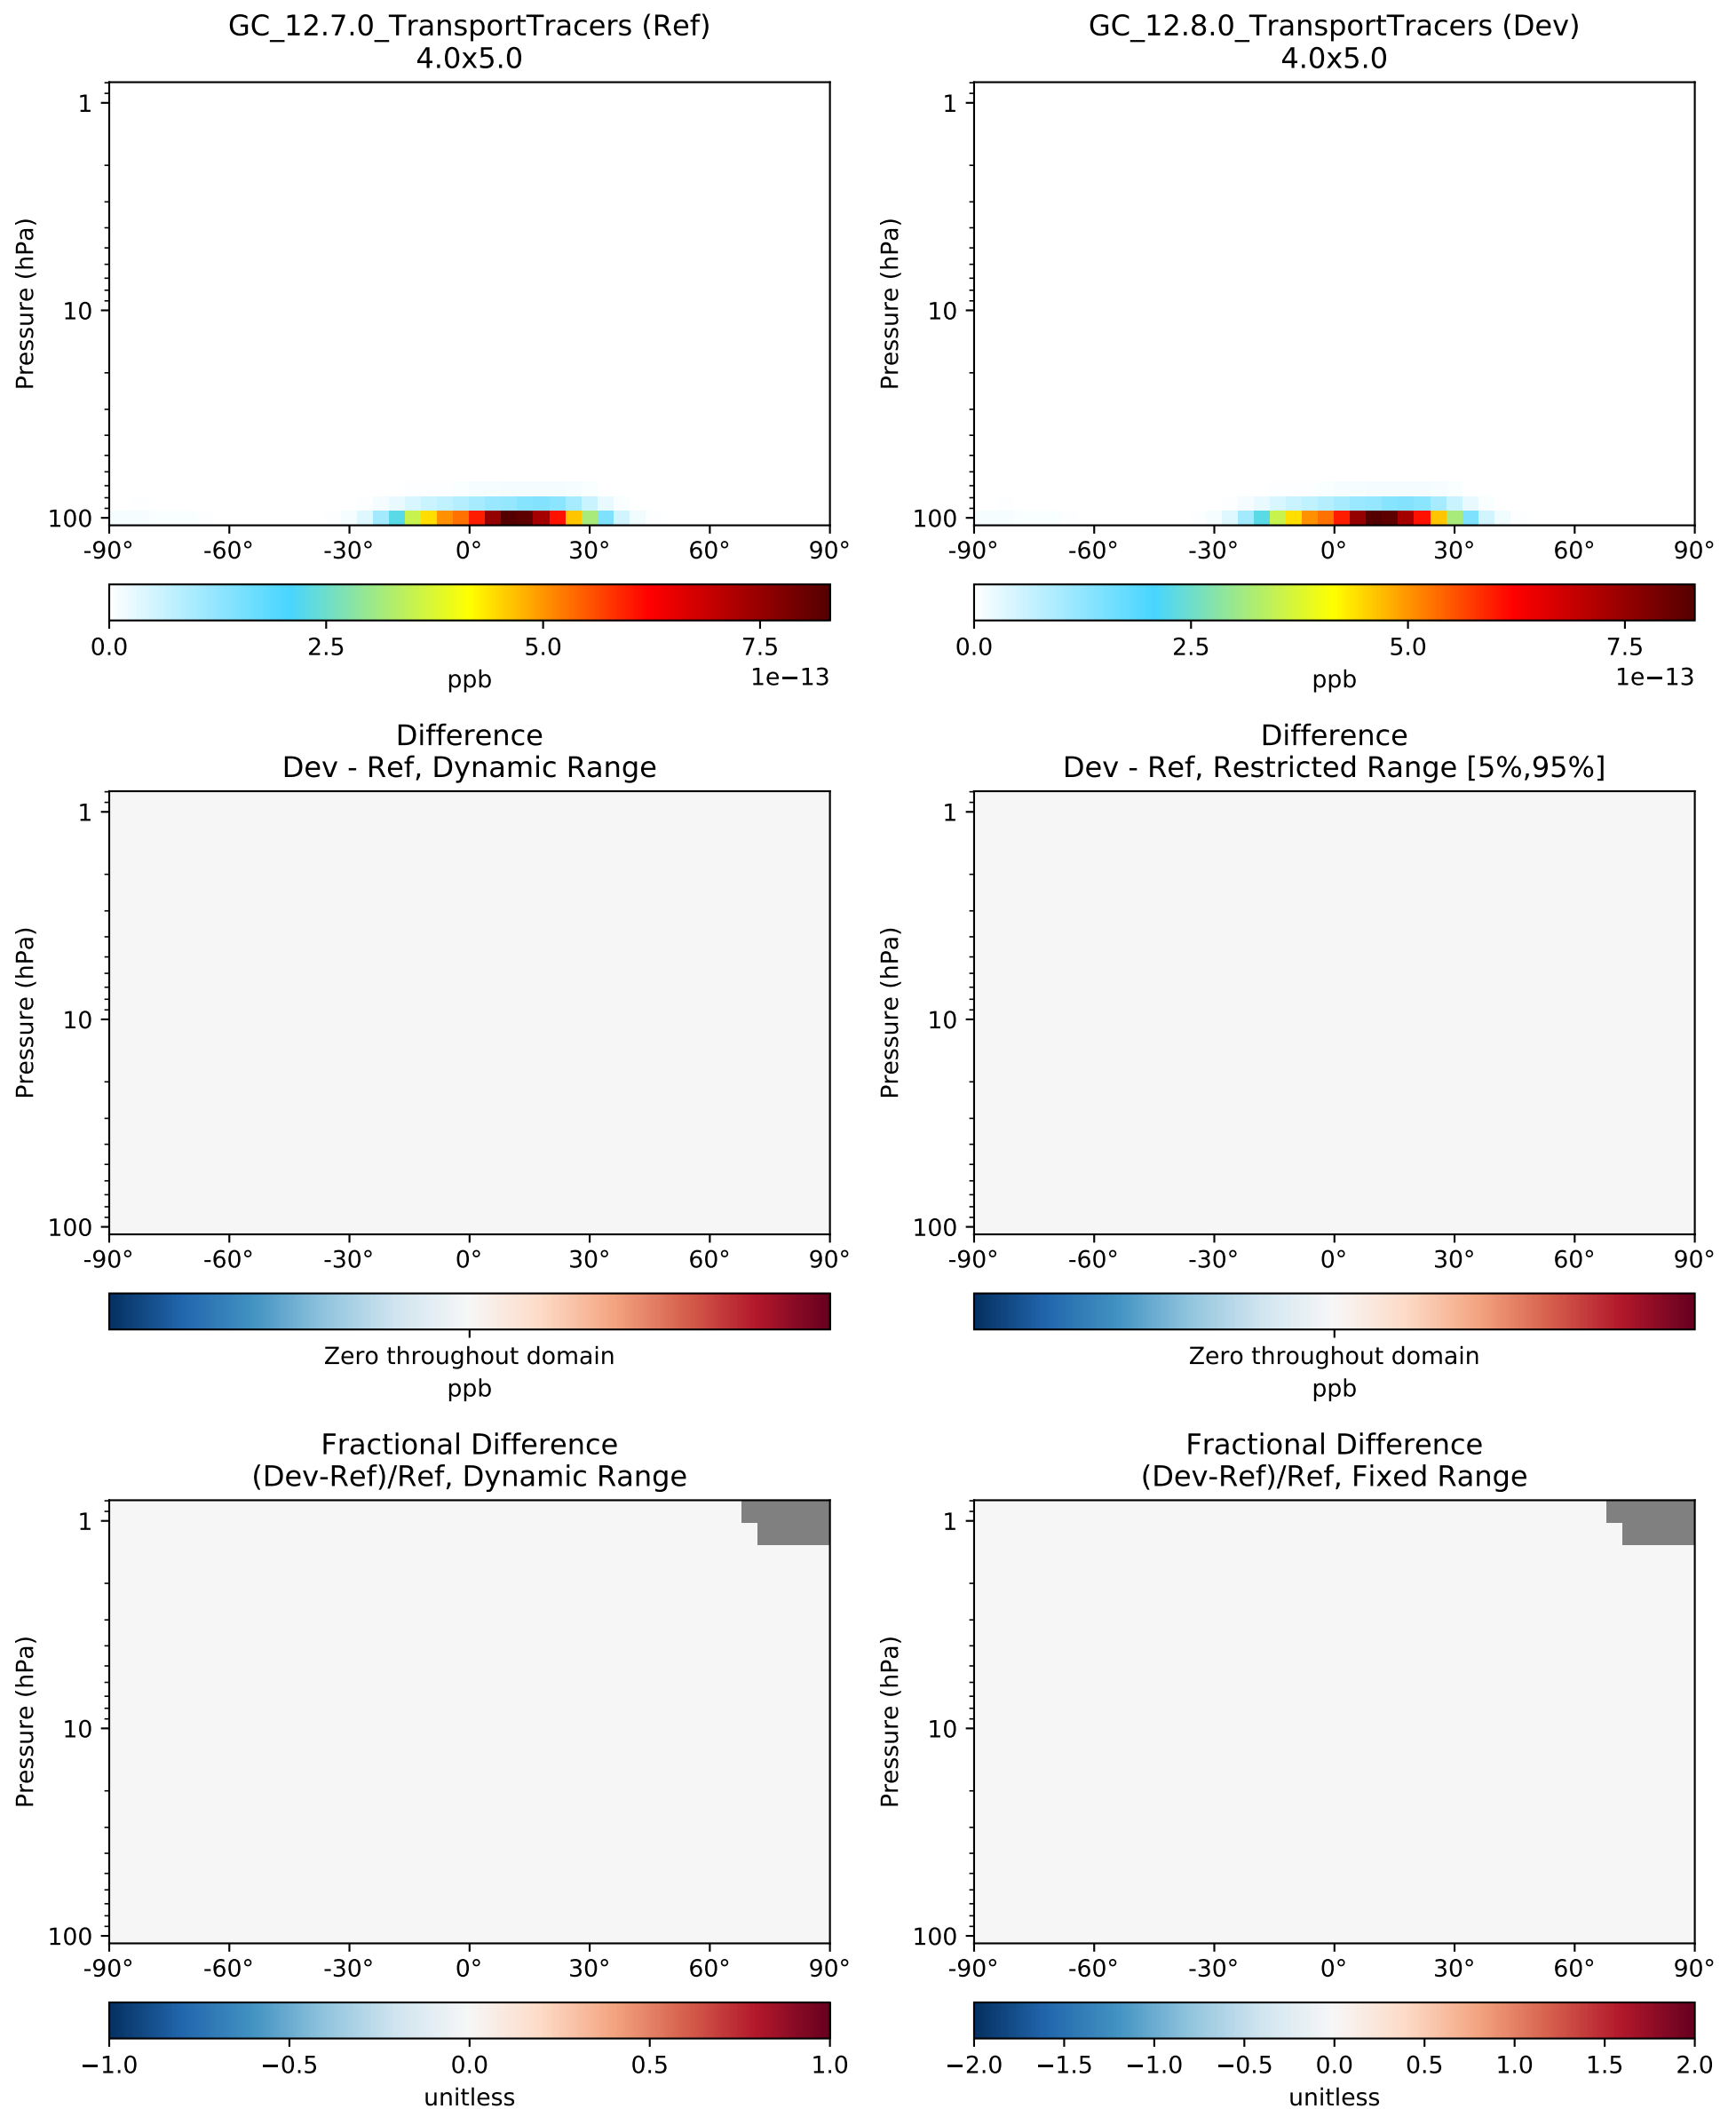 GC_12.7.0_TransportTracers (Ref)
4.0x5.0
Pressure (hPa)
1
10
100
-90° -60° -30° 0° 30° 60° 90°
0.0 2.5 5.0 7.5
1e−13
ppb
GC_12.8.0_TransportTracers (Dev)
4.0x5.0
Pressure (hPa)
1
10
100
-90° -60° -30° 0° 30° 60° 90°
0.0 2.5 5.0 7.5
1e−13
ppb
Difference
Dev - Ref, Dynamic Range
Pressure (hPa)
1
10
100
-90° -60° -30° 0° 30° 60° 90°
Zero throughout domain
ppb
Difference
Dev - Ref, Restricted Range [5%,95%]
Pressure (hPa)
1
10
100
-90° -60° -30° 0° 30° 60° 90°
Zero throughout domain
ppb
Fractional Difference
(Dev-Ref)/Ref, Dynamic Range
Pressure (hPa)
1
10
100
-90° -60° -30° 0° 30° 60° 90°
−1.0 −0.5 0.0 0.5 1.0
unitless
Fractional Difference
(Dev-Ref)/Ref, Fixed Range
Pressure (hPa)
1
10
100
-90° -60° -30° 0° 30° 60° 90°
−2.0 −1.5 −1.0 −0.5 0.0 0.5 1.0 1.5 2.0
unitless